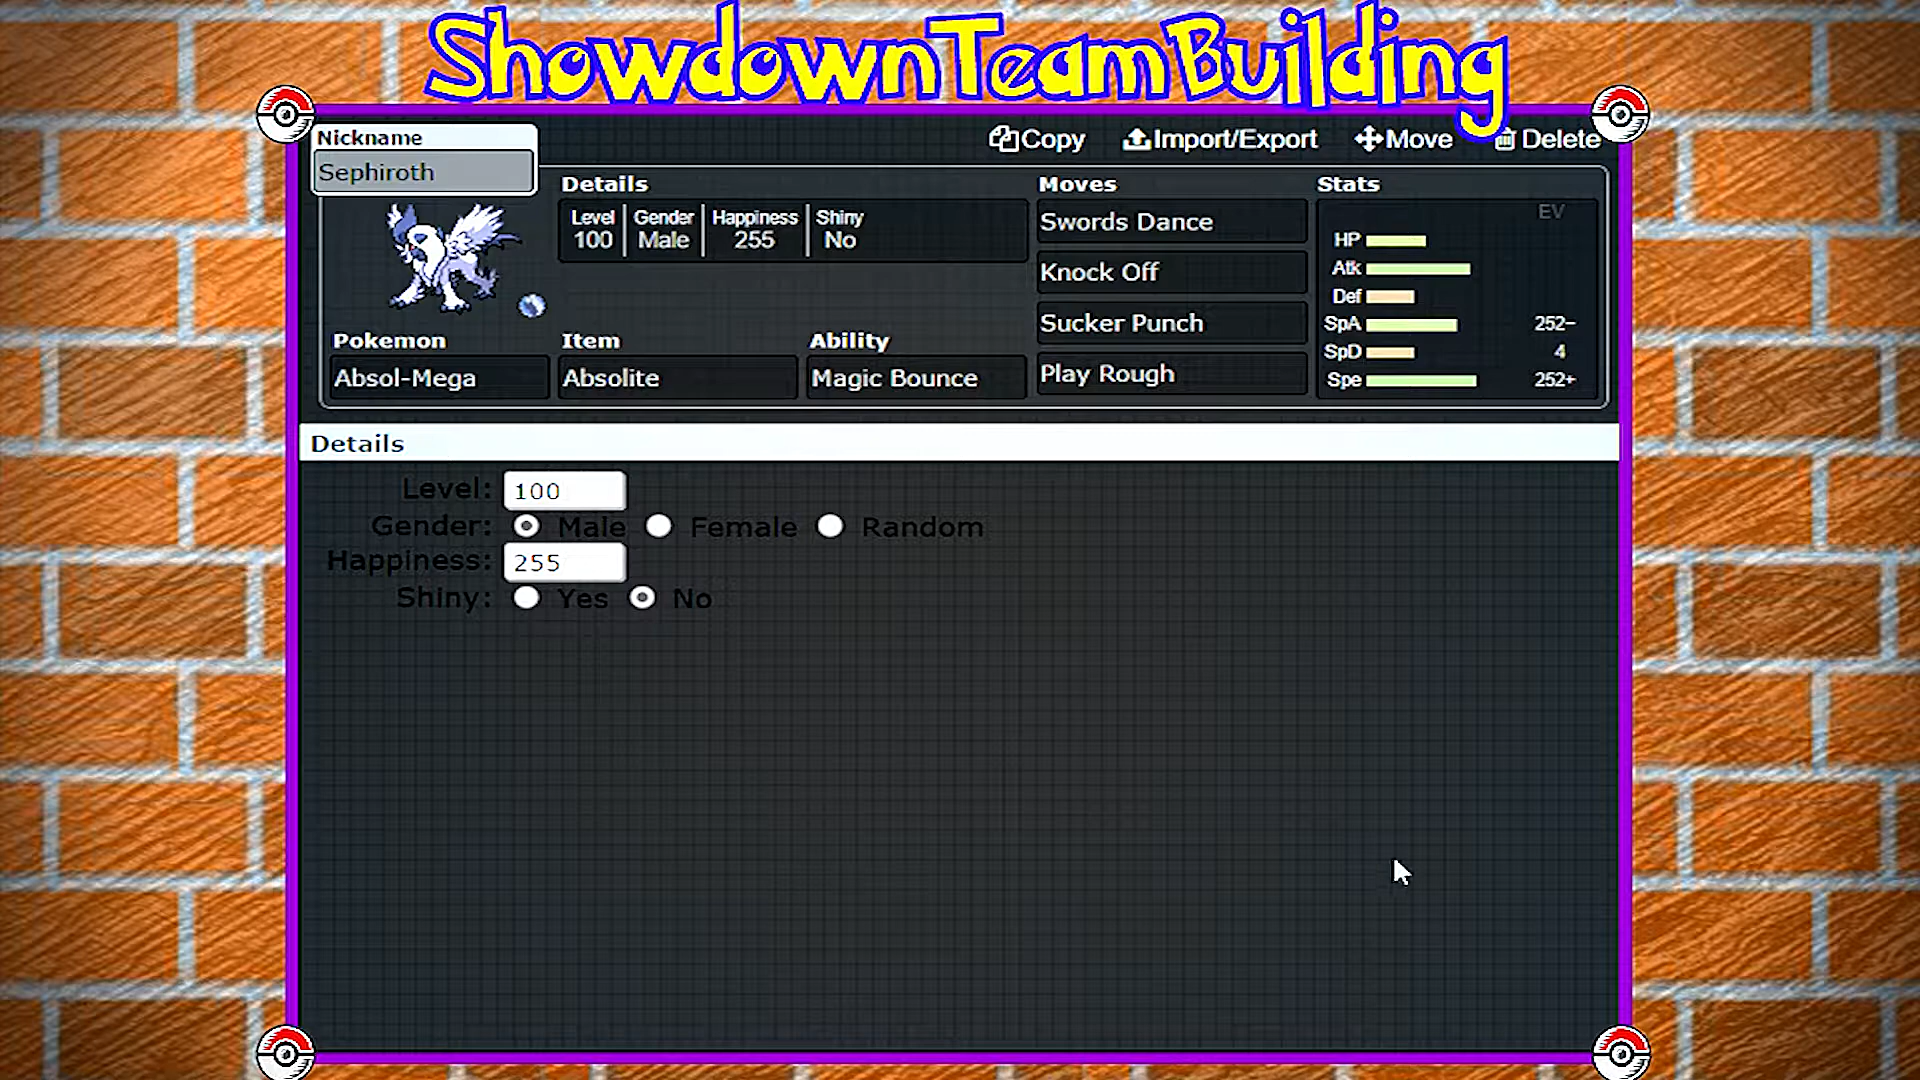 ShowdownTeamBuilding
Nickname
Sephiroth
Copy Import/Export Move Delete
Details
Level Gender Happiness Shiny
100 Male 255 No
Pokemon Item Ability
Absol-Mega Absolite Magic Bounce
Moves
Swords Dance
Knock Off
Sucker Punch
Play Rough
Stats
EV
HP
Atk
Def
SpA 252−
SpD 4
Spe 252+
Details
Level: 100
Gender: Male Female Random
Happiness: 255
Shiny: Yes No